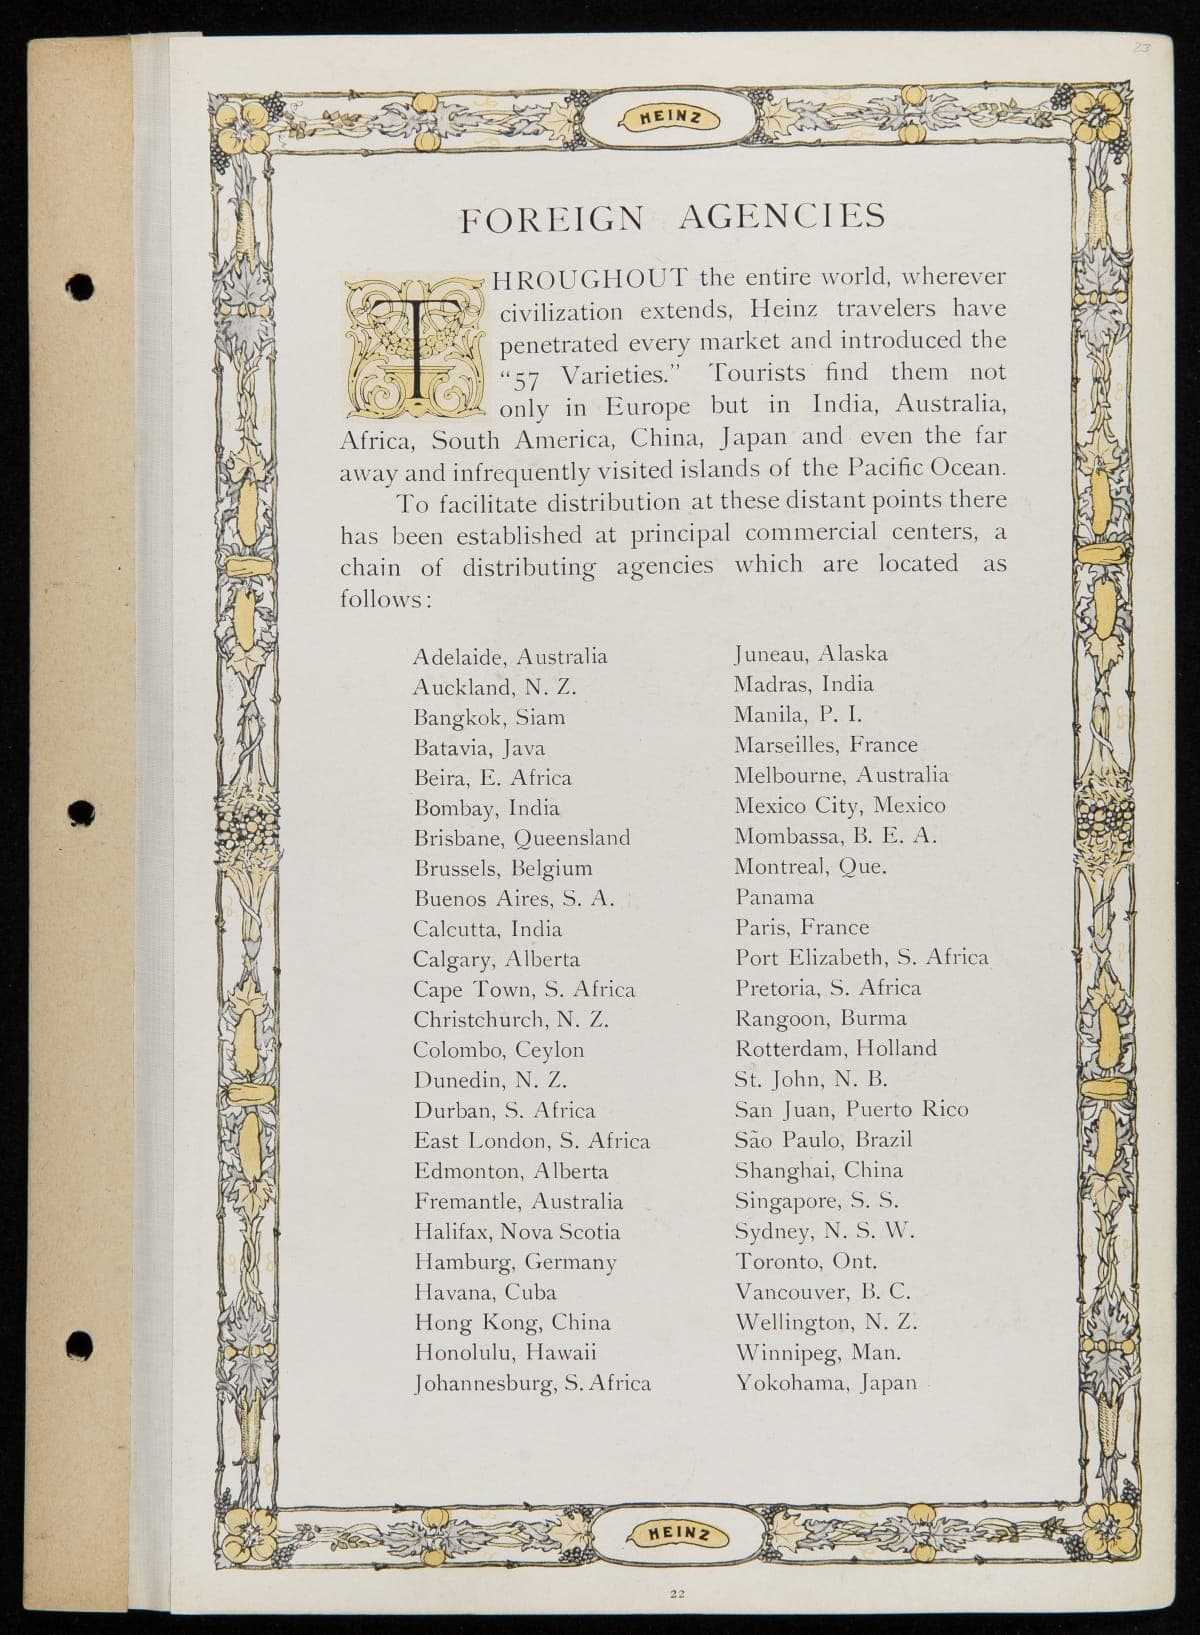 23
HEINZ
FOREIGN AGENCIES
THROUGHOUT the entire world, wherever
civilization extends, Heinz travelers have
penetrated every market and introduced the
“57 Varieties.” Tourists find them not
only in Europe but in India, Australia,
Africa, South America, China, Japan and even the far
away and infrequently visited islands of the Pacific Ocean.
To facilitate distribution at these distant points there
has been established at principal commercial centers, a
chain of distributing agencies which are located as
follows:
Adelaide, Australia
Auckland, N. Z.
Bangkok, Siam
Batavia, Java
Beira, E. Africa
Bombay, India
Brisbane, Queensland
Brussels, Belgium
Buenos Aires, S. A.
Calcutta, India
Calgary, Alberta
Cape Town, S. Africa
Christchurch, N. Z.
Colombo, Ceylon
Dunedin, N. Z.
Durban, S. Africa
East London, S. Africa
Edmonton, Alberta
Fremantle, Australia
Halifax, Nova Scotia
Hamburg, Germany
Havana, Cuba
Hong Kong, China
Honolulu, Hawaii
Johannesburg, S. Africa
Juneau, Alaska
Madras, India
Manila, P. I.
Marseilles, France
Melbourne, Australia
Mexico City, Mexico
Mombassa, B. E. A.
Montreal, Que.
Panama
Paris, France
Port Elizabeth, S. Africa
Pretoria, S. Africa
Rangoon, Burma
Rotterdam, Holland
St. John, N. B.
San Juan, Puerto Rico
São Paulo, Brazil
Shanghai, China
Singapore, S. S.
Sydney, N. S. W.
Toronto, Ont.
Vancouver, B. C.
Wellington, N. Z.
Winnipeg, Man.
Yokohama, Japan
HEINZ
22